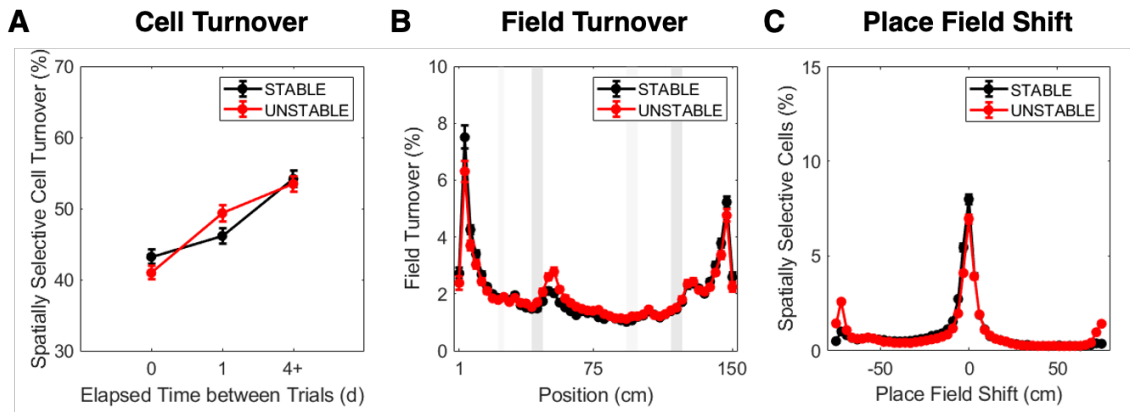 A
Cell Turnover
Spatially Selective Cell Turnover (%)
70
60
50
40
30
STABLE
UNSTABLE
0 1 4+
Elapsed Time between Trials (d)
B
Field Turnover
Field Turnover (%)
10
8
6
4
2
0
STABLE
UNSTABLE
1 75 150
Position (cm)
C
Place Field Shift
Spatially Selective Cells (%)
15
10
5
0
STABLE
UNSTABLE
-50 0 50
Place Field Shift (cm)